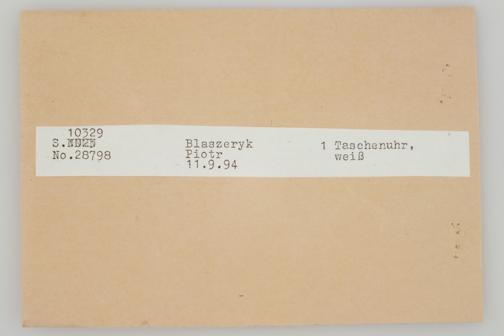 10329
S.
No.28798
Blaszeryk
Piotr
11.9.94
1 Taschenuhr,
weiß